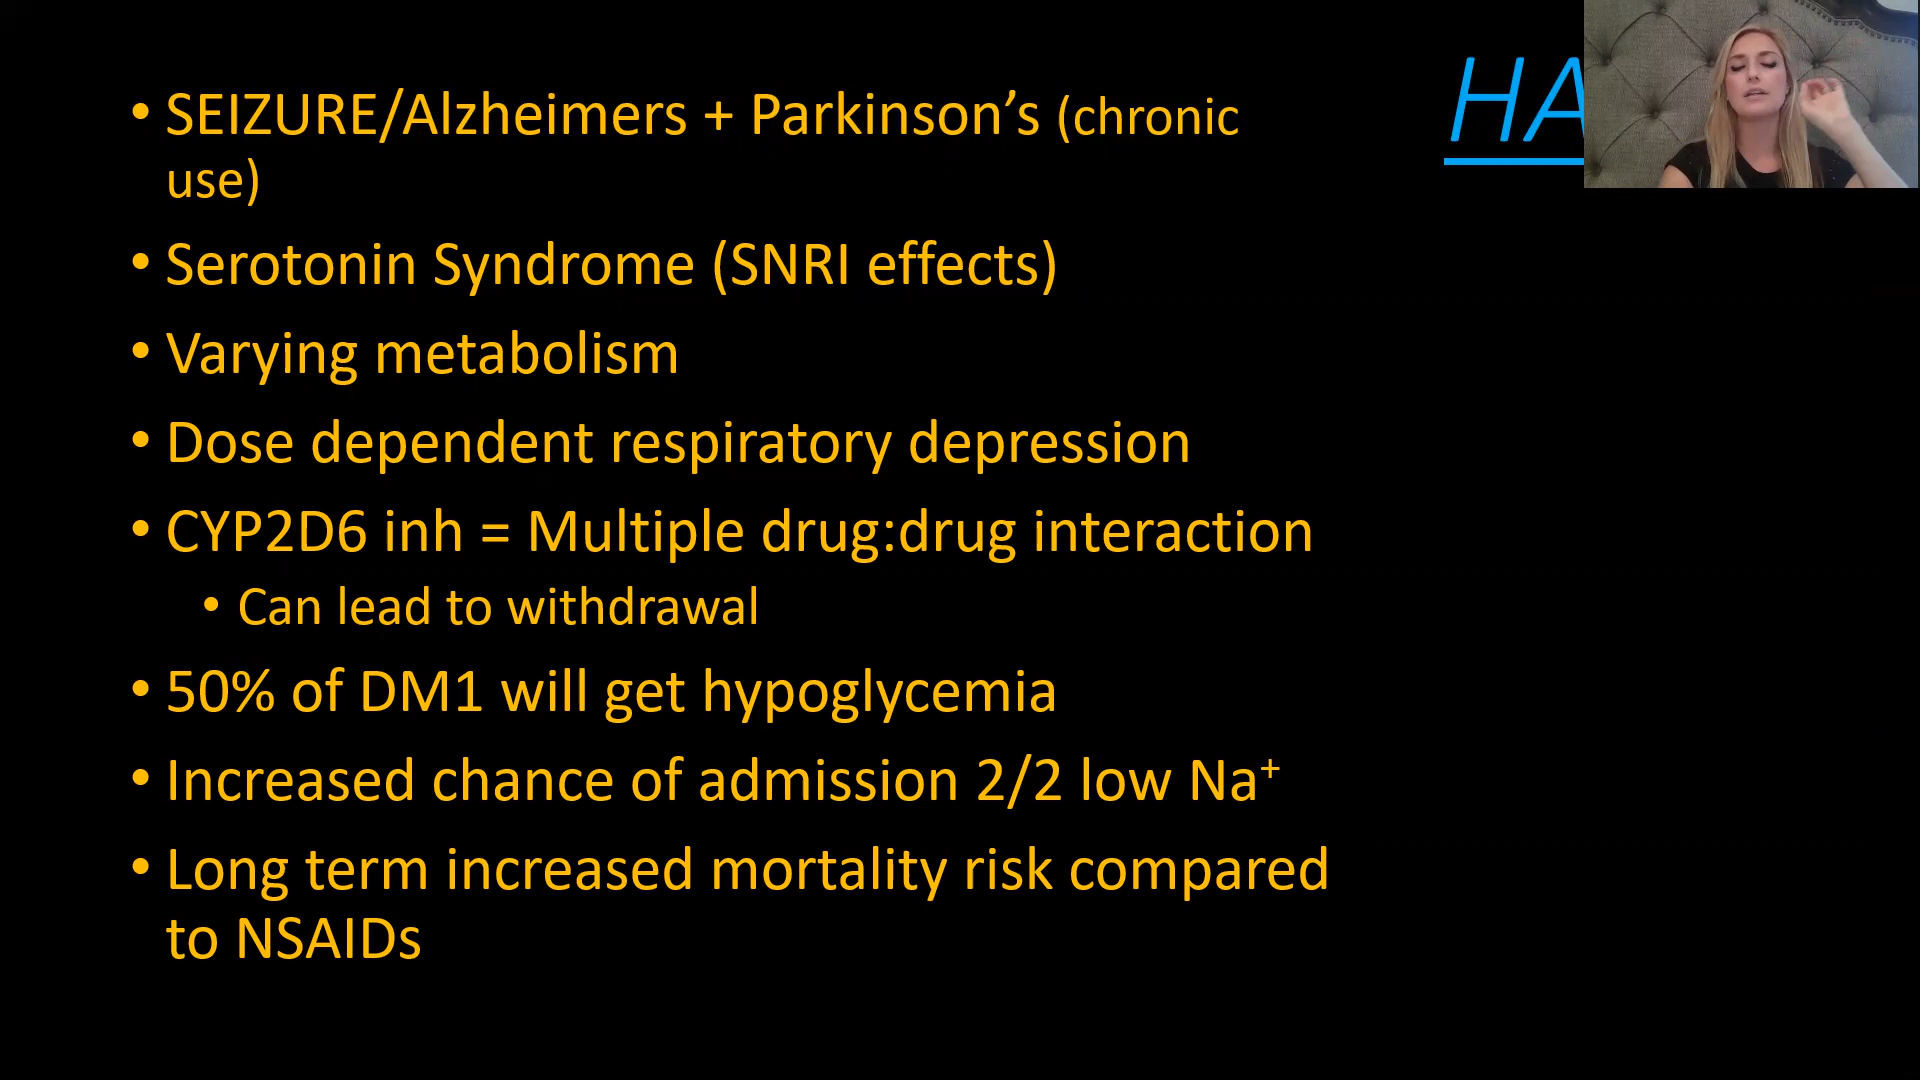 HA
• SEIZURE/Alzheimers + Parkinson’s (chronic
use)
• Serotonin Syndrome (SNRI effects)
• Varying metabolism
• Dose dependent respiratory depression
• CYP2D6 inh = Multiple drug:drug interaction
• Can lead to withdrawal
• 50% of DM1 will get hypoglycemia
• Increased chance of admission 2/2 low Na⁺
• Long term increased mortality risk compared
to NSAIDs